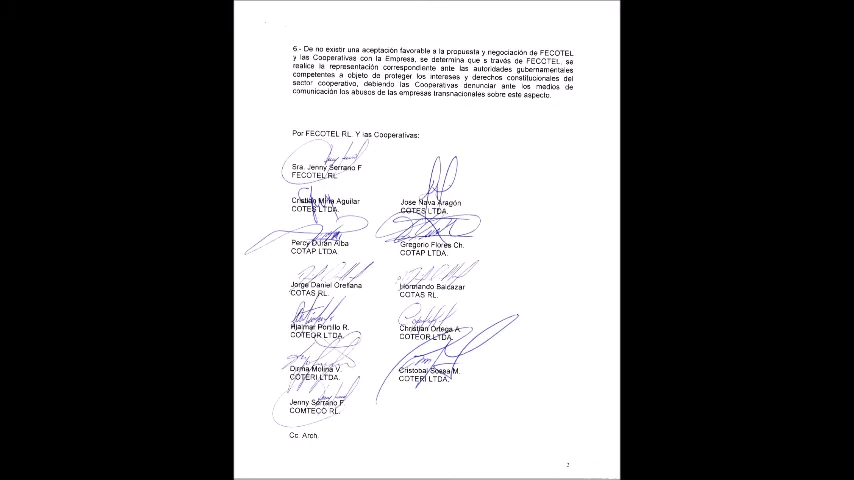 6.- De no existir una aceptación favorable a la propuesta y negociación de FECOTEL
y las Cooperativas con la Empresa, se determina que s través de FECOTEL, se
realice la representación correspondiente ante las autoridades gubernamentales
competentes a objeto de proteger los intereses y derechos constitucionales del
sector cooperativo, debiendo las Cooperativas denunciar ante los medios de
comunicación los abusos de las empresas transnacionales sobre este aspecto.
Por FECOTEL RL. Y las Cooperativas:
Sra. Jenny Serrano F
FECOTEL RL.
Cristian Miña Aguilar
COTES LTDA.
Jose Nava Aragón
COTES LTDA.
Percy Durán Alba
COTAP LTDA.
Gregorio Flores Ch.
COTAP LTDA.
Jorge Daniel Orellana
COTAS RL.
Hormando Balcazar
COTAS RL.
Hjalmar Portillo R.
COTEOR LTDA.
Christian Ortega A.
COTEOR LTDA.
Dirma Molina V.
COTERI LTDA.
Cristobal Sossa M.
COTERI LTDA.
Jenny Serrano F.
COMTECO RL.
Cc. Arch.
2